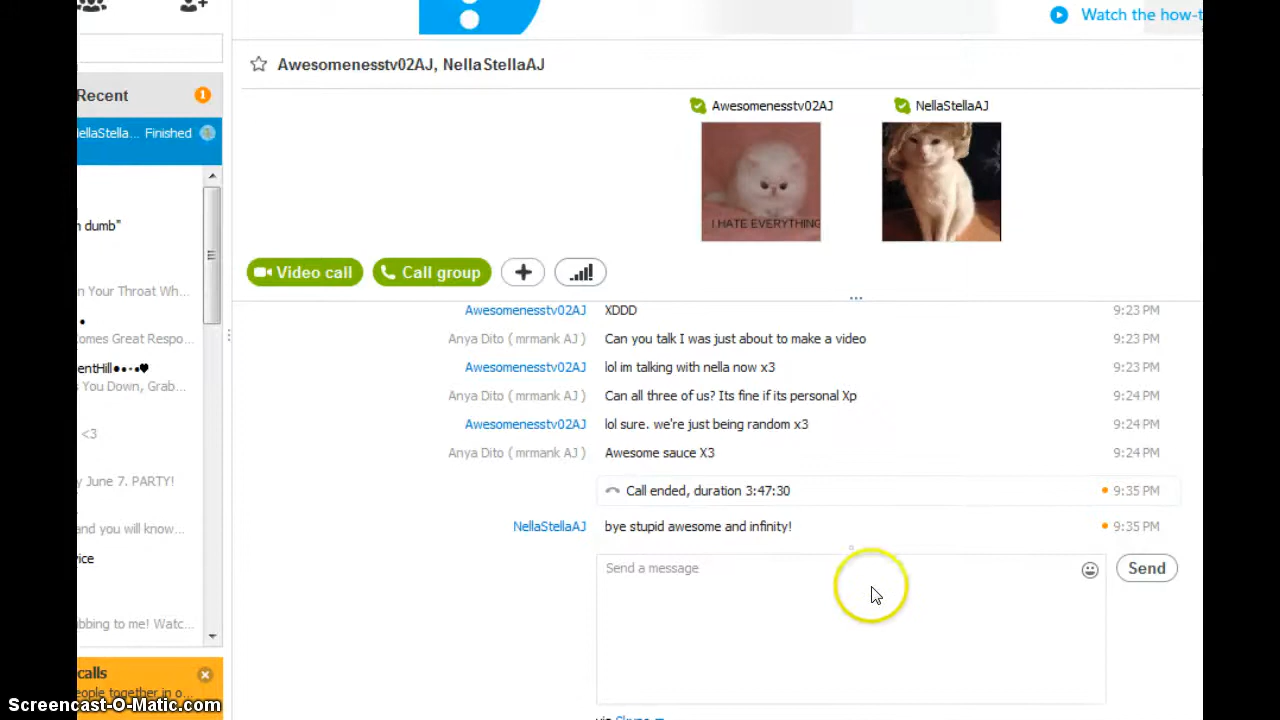 Watch the how-t
Awesomenesstv02AJ, NellaStellaAJ
Recent 1
ellaStella... Finished
n dumb"
n Your Throat Wh...
omes Great Respo...
entHill●•-•♥
s You Down, Grab...
<3
y June 7. PARTY!
and you will know...
vice
bbing to me! Watc...
calls
eople together in o...
Awesomenesstv02AJ
NellaStellaAJ
I HATE EVERYTHING
Video call
Call group
Awesomenesstv02AJ XDDD 9:23 PM
Anya Dito ( mrmank AJ ) Can you talk I was just about to make a video 9:23 PM
Awesomenesstv02AJ lol im talking with nella now x3 9:23 PM
Anya Dito ( mrmank AJ ) Can all three of us? Its fine if its personal Xp 9:24 PM
Awesomenesstv02AJ lol sure. we're just being random x3 9:24 PM
Anya Dito ( mrmank AJ ) Awesome sauce X3 9:24 PM
Call ended, duration 3:47:30 9:35 PM
NellaStellaAJ bye stupid awesome and infinity! 9:35 PM
Send a message
Send
via Skype
Screencast-O-Matic.com